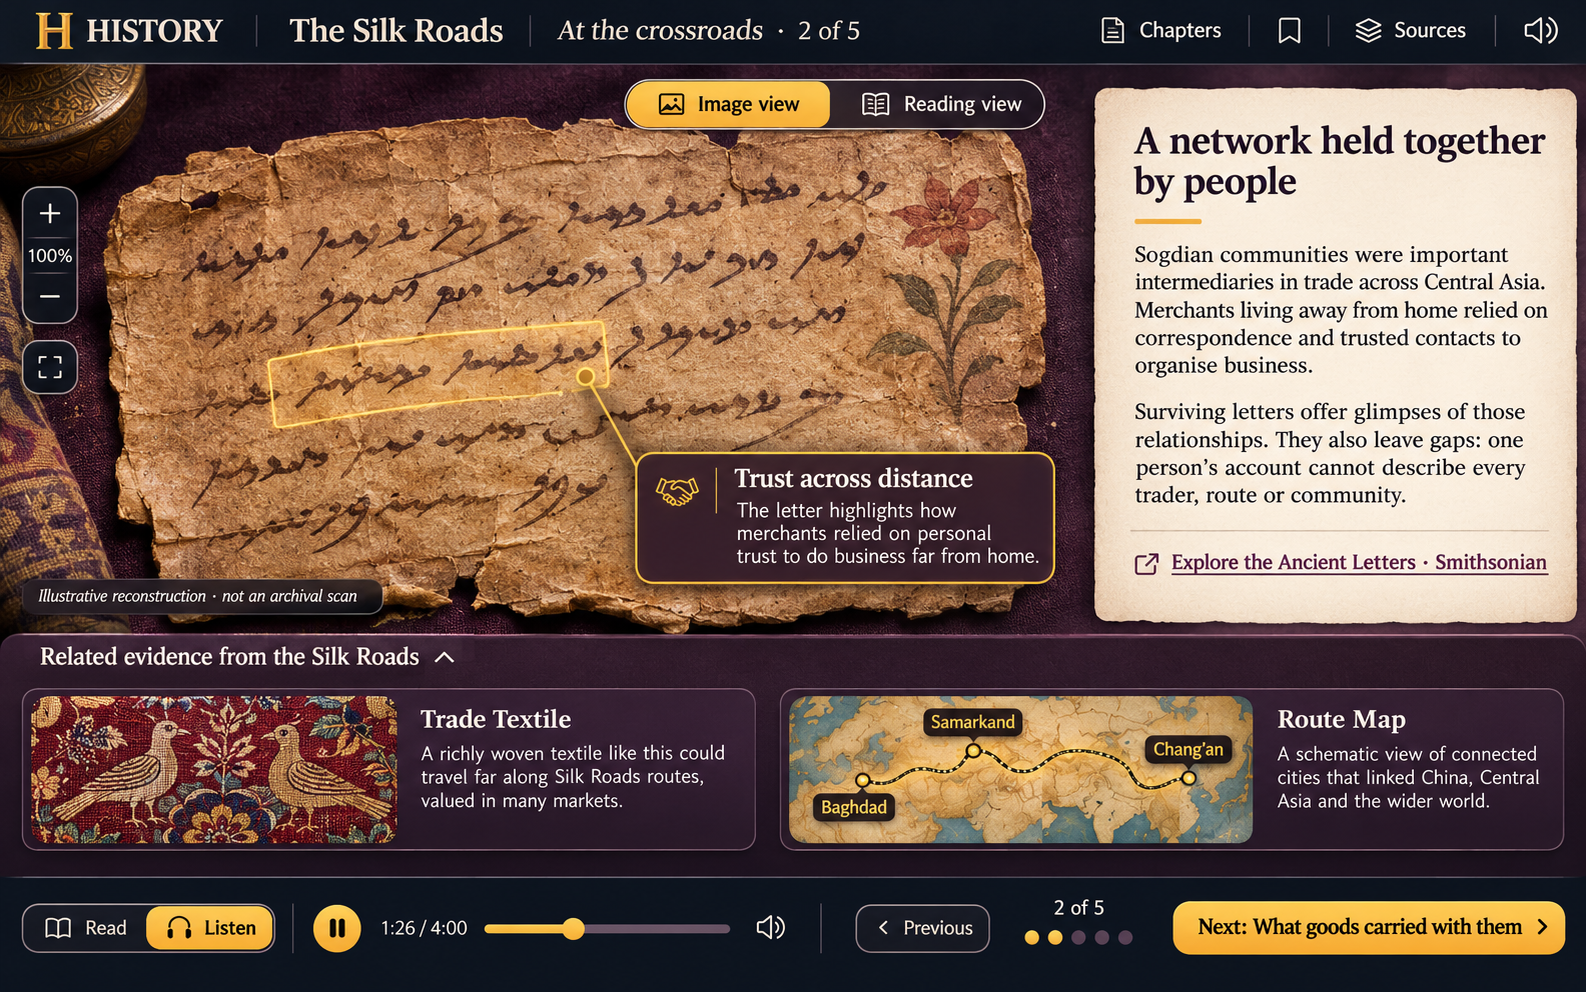 H HISTORY
The Silk Roads
At the crossroads · 2 of 5
Chapters
Sources
Image view
Reading view
100%
Trust across distance
The letter highlights how
merchants relied on personal
trust to do business far from home.
Illustrative reconstruction · not an archival scan
A network held together
by people
Sogdian communities were important
intermediaries in trade across Central Asia.
Merchants living away from home relied on
correspondence and trusted contacts to
organise business.
Surviving letters offer glimpses of those
relationships. They also leave gaps: one
person's account cannot describe every
trader, route or community.
Explore the Ancient Letters · Smithsonian
Related evidence from the Silk Roads
Trade Textile
A richly woven textile like this could
travel far along Silk Roads routes,
valued in many markets.
Samarkand
Chang'an
Baghdad
Route Map
A schematic view of connected
cities that linked China, Central
Asia and the wider world.
Read
Listen
1:26 / 4:00
Previous
2 of 5
Next: What goods carried with them